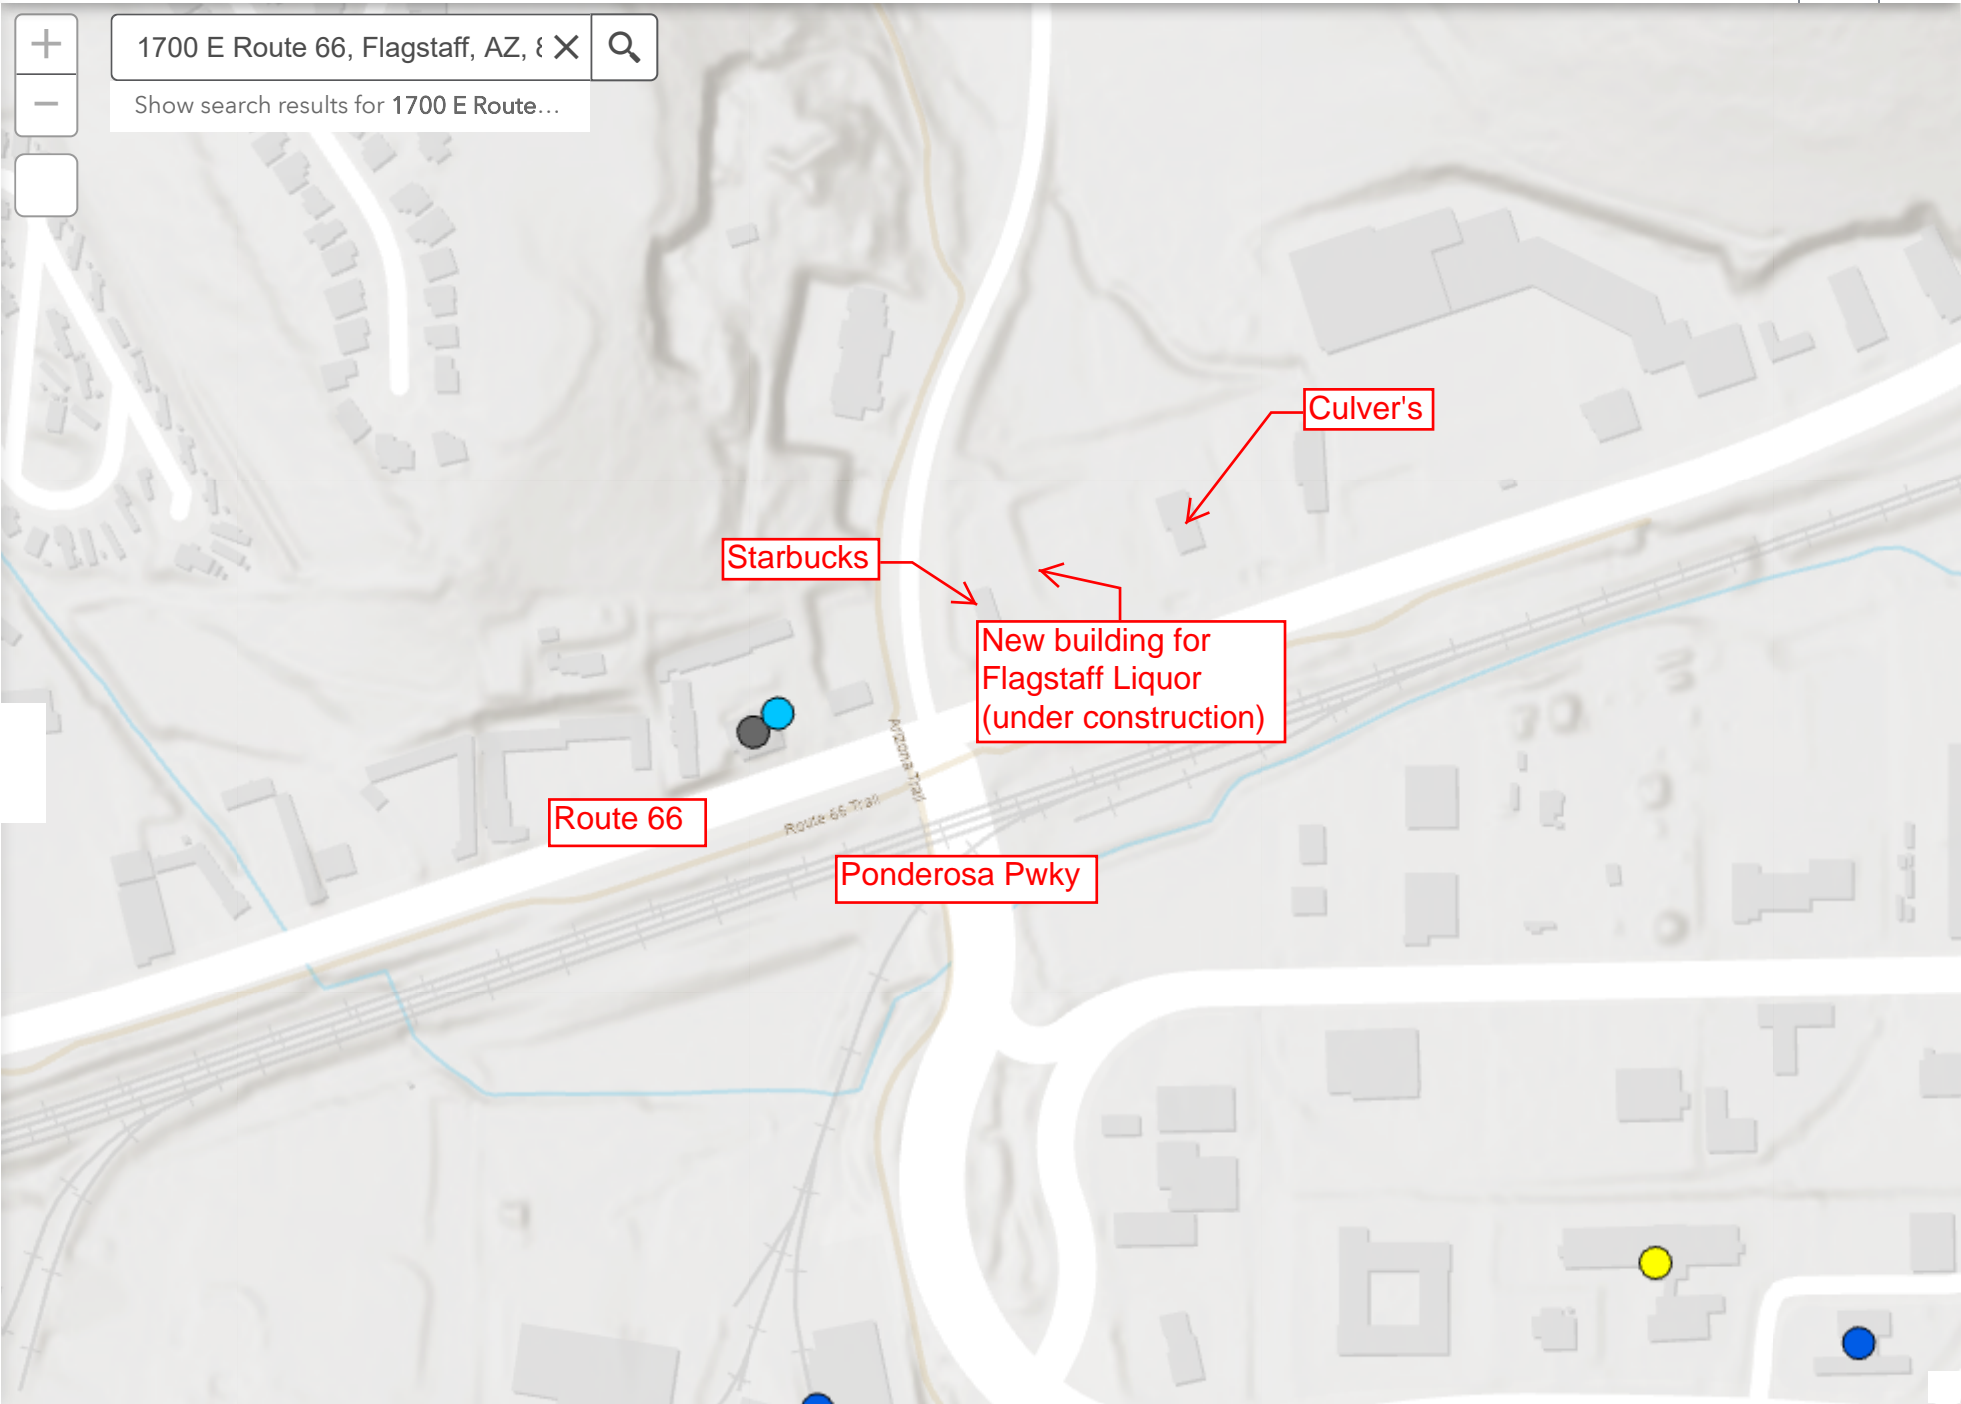 1700 E Route 66, Flagstaff, AZ,
Show search results for 1700 E Route...
Culver's
Starbucks
New building for
Flagstaff Liquor
(under construction)
Arizona Trail
Route 66 Trail
Route 66
Ponderosa Pwky